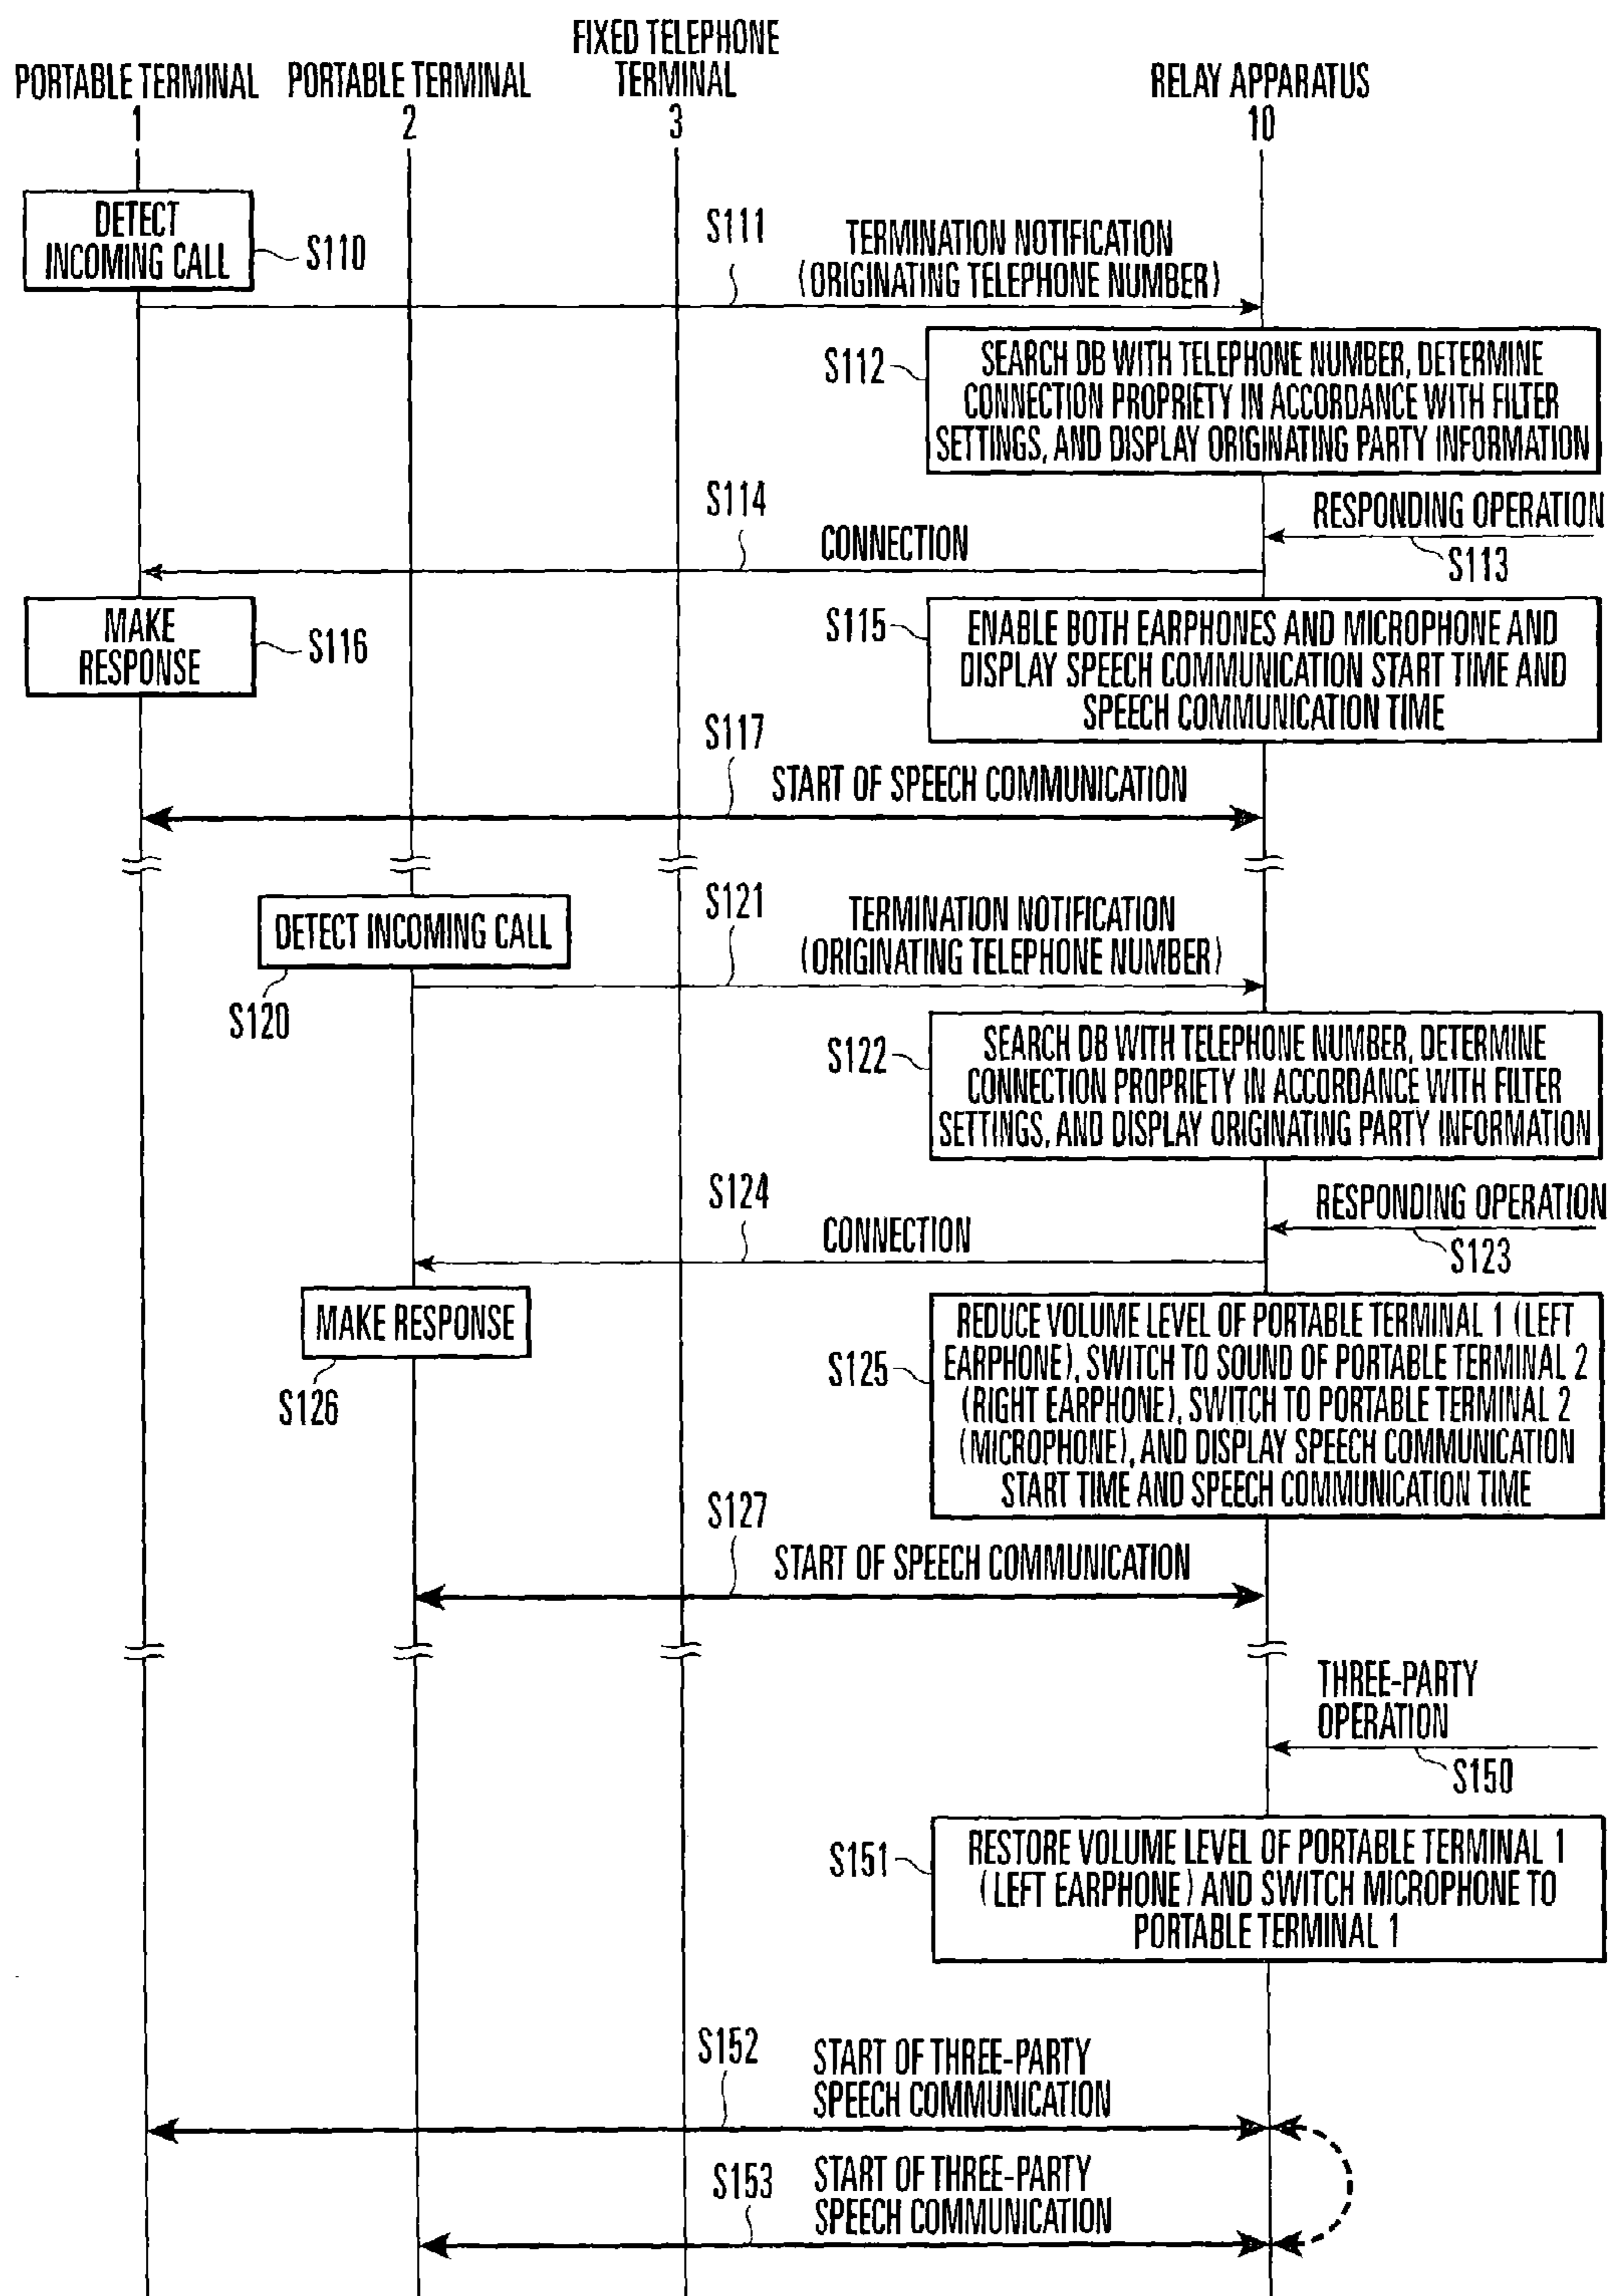 PORTABLE TERMINAL
1
PORTABLE TERMINAL
2
FIXED TELEPHONE
TERMINAL
3
RELAY APPARATUS
10
DETECT
INCOMING CALL
S110
S111
TERMINATION NOTIFICATION
(ORIGINATING TELEPHONE NUMBER)
S112
SEARCH DB WITH TELEPHONE NUMBER, DETERMINE
CONNECTION PROPRIETY IN ACCORDANCE WITH FILTER
SETTINGS, AND DISPLAY ORIGINATING PARTY INFORMATION
RESPONDING OPERATION
S113
S114
CONNECTION
MAKE
RESPONSE
S116
S115
ENABLE BOTH EARPHONES AND MICROPHONE AND
DISPLAY SPEECH COMMUNICATION START TIME AND
SPEECH COMMUNICATION TIME
S117
START OF SPEECH COMMUNICATION
DETECT INCOMING CALL
S120
S121
TERMINATION NOTIFICATION
(ORIGINATING TELEPHONE NUMBER)
S122
SEARCH DB WITH TELEPHONE NUMBER, DETERMINE
CONNECTION PROPRIETY IN ACCORDANCE WITH FILTER
SETTINGS, AND DISPLAY ORIGINATING PARTY INFORMATION
RESPONDING OPERATION
S123
S124
CONNECTION
MAKE RESPONSE
S126
S125
REDUCE VOLUME LEVEL OF PORTABLE TERMINAL 1 (LEFT
EARPHONE), SWITCH TO SOUND OF PORTABLE TERMINAL 2
(RIGHT EARPHONE), SWITCH TO PORTABLE TERMINAL 2
(MICROPHONE), AND DISPLAY SPEECH COMMUNICATION
START TIME AND SPEECH COMMUNICATION TIME
S127
START OF SPEECH COMMUNICATION
THREE-PARTY
OPERATION
S150
S151
RESTORE VOLUME LEVEL OF PORTABLE TERMINAL 1
(LEFT EARPHONE) AND SWITCH MICROPHONE TO
PORTABLE TERMINAL 1
S152
START OF THREE-PARTY
SPEECH COMMUNICATION
S153
START OF THREE-PARTY
SPEECH COMMUNICATION